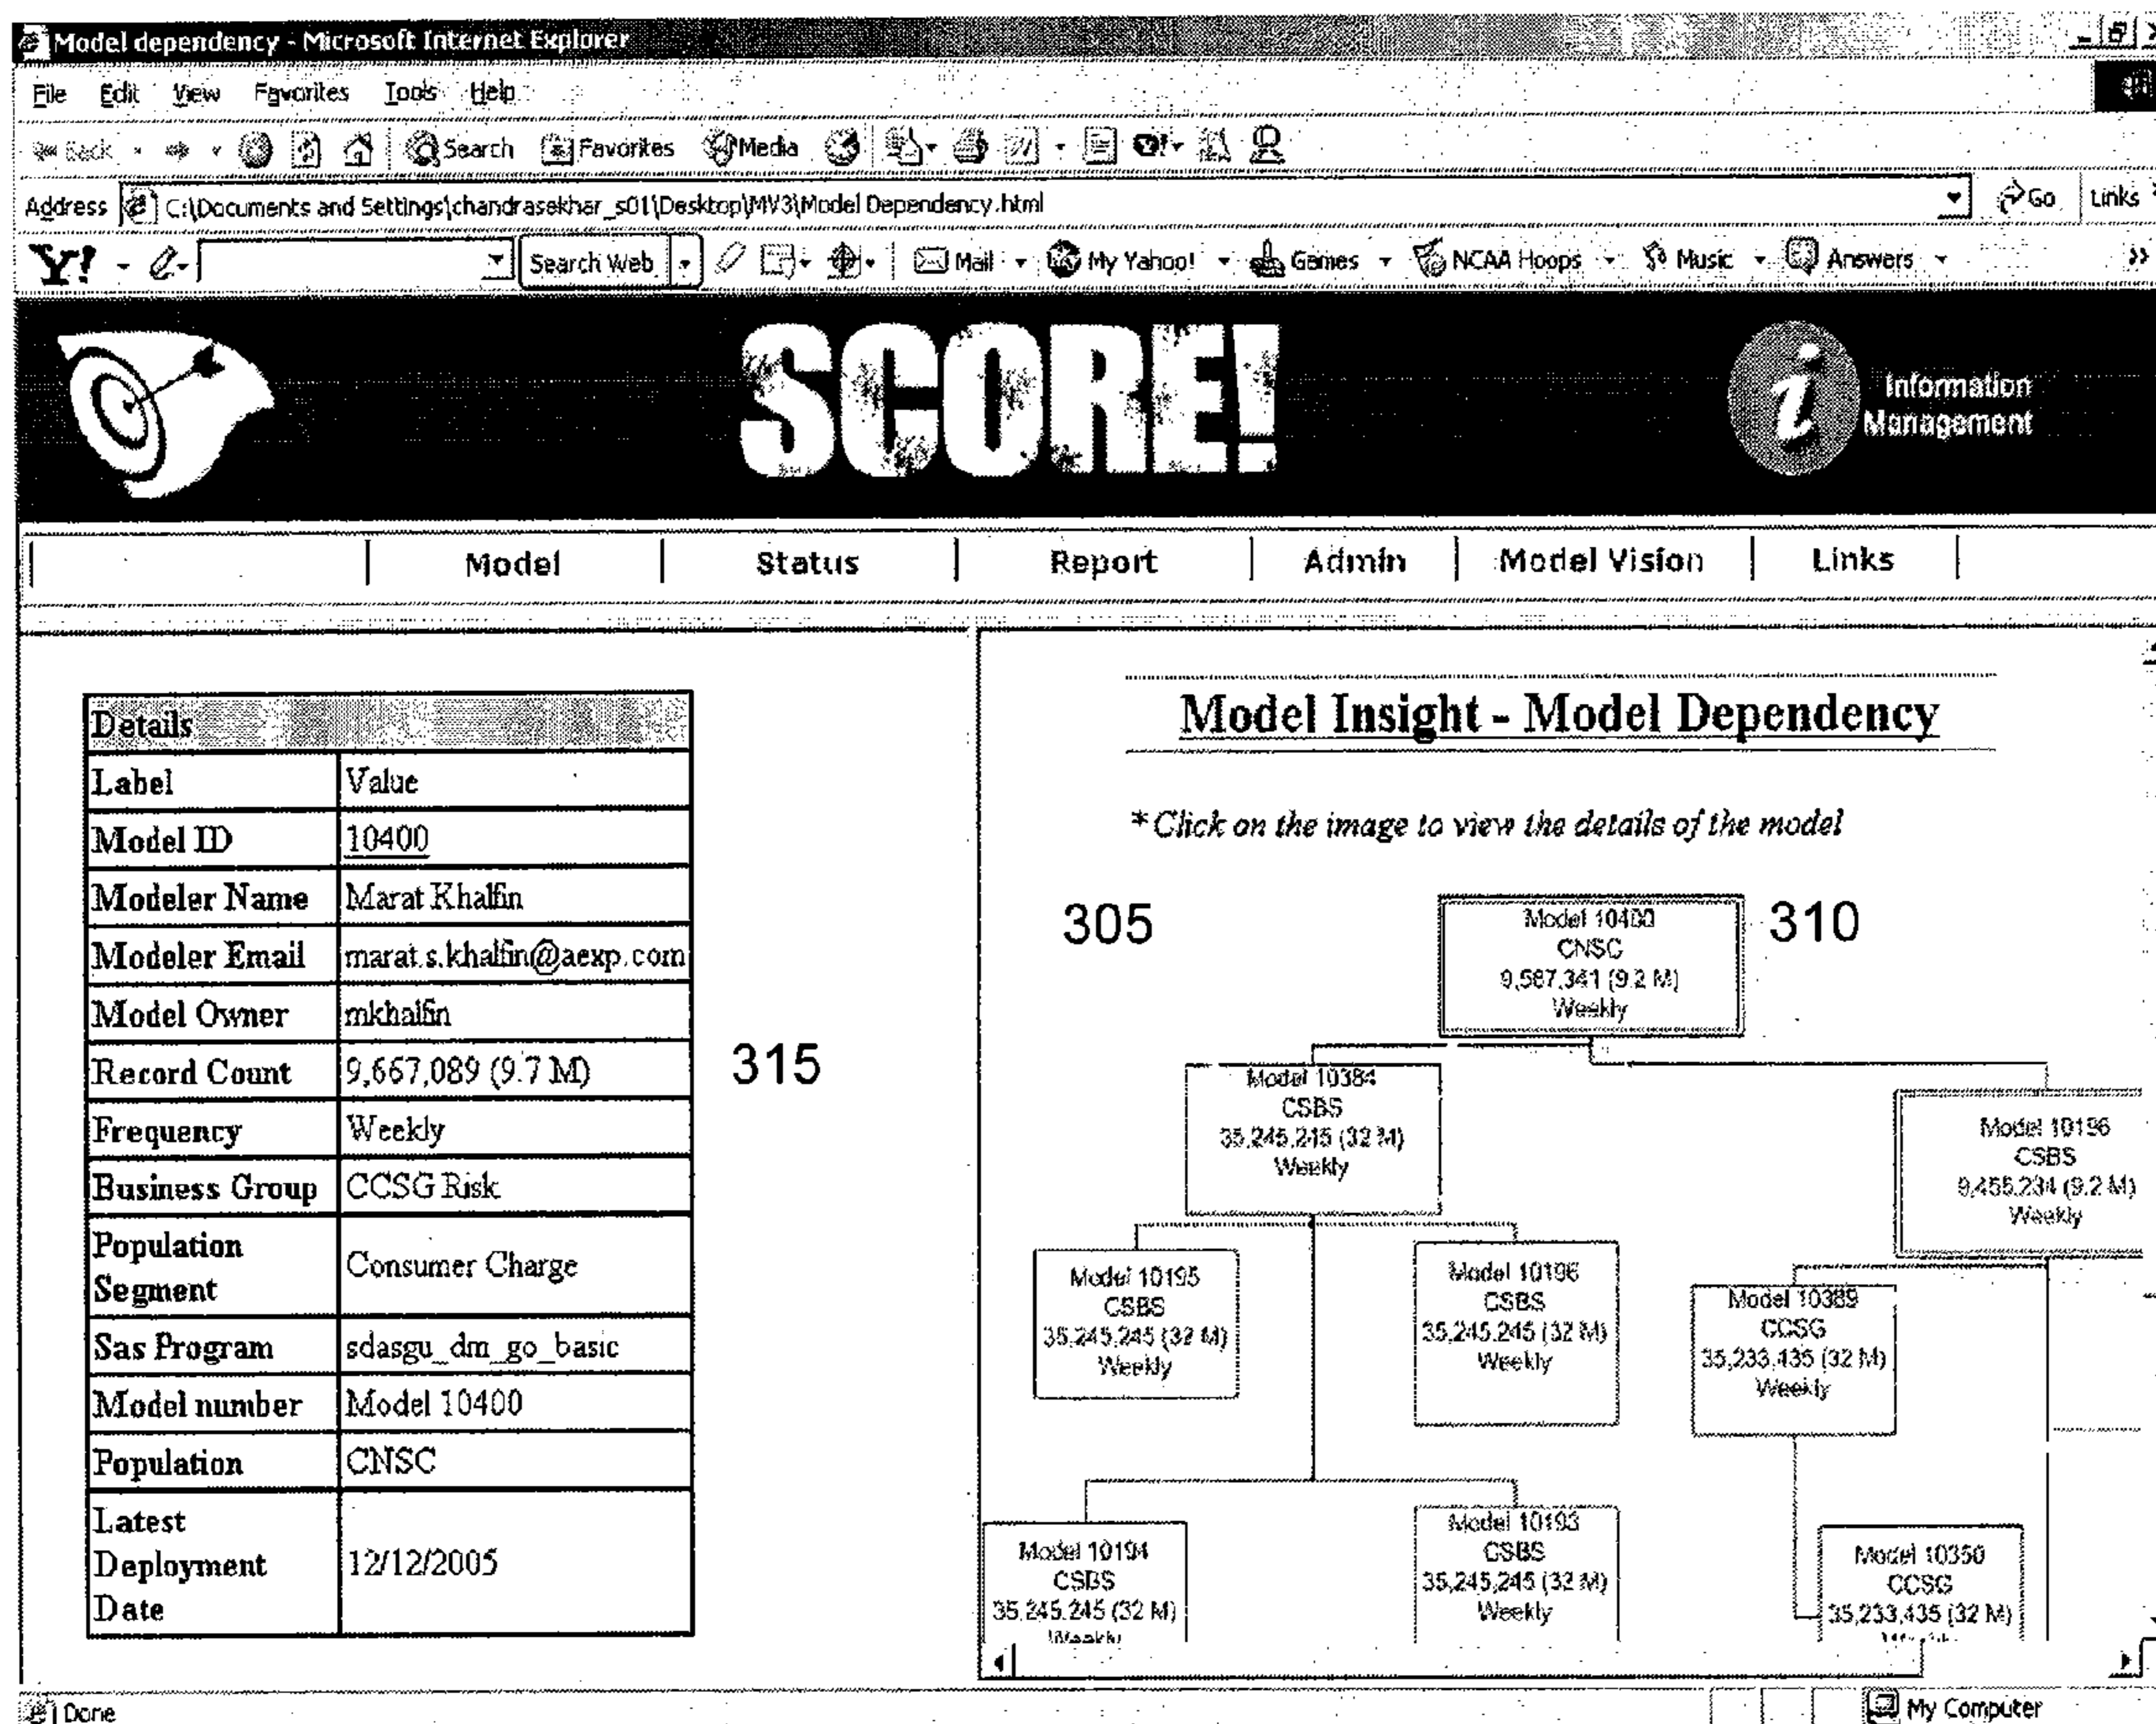 Model dependency - Microsoft Internet Explorer
File Edit View Favorites Tools Help
Back Search Favorites Media
Address C:\Documents and Settings\chandrasekhar_s01\Desktop\MV3\Model Dependency.html Go Links
Y! Search Web Mail My Yahoo! Games NCAA Hoops Music Answers »
SCORE!
i Information
Management
Model Status Report Admin Model Vision Links
Details
Label Value
Model ID 10400
Modeler Name Marat Khalfin
Modeler Email marat.s.khalfin@aexp.com
Model Owner mkhalfin
Record Count 9,667,089 (9.7 M)
Frequency Weekly
Business Group CCSG Risk
Population
Segment
Consumer Charge
Sas Program sdasgu_dm_go_basic
Model number Model 10400
Population CNSC
Latest
Deployment
Date
12/12/2005
315
Model Insight - Model Dependency
*Click on the image to view the details of the model
305
310
Model 10400
CNSC
9,587,341 (9.2 M)
Weekly
Model 10384
CSBS
35,245,245 (32 M)
Weekly
Model 10196
CSBS
9,455,234 (9.2 M)
Weekly
Model 10195
CSBS
35,245,245 (32 M)
Weekly
Model 10196
CSBS
35,245,245 (32 M)
Weekly
Model 10389
CCSG
35,233,435 (32 M)
Weekly
Model 10194
CSBS
35,245,245 (32 M)
Weekly
Model 10193
CSBS
35,245,245 (32 M)
Weekly
Model 10350
CCSG
35,233,435 (32 M)
Done My Computer